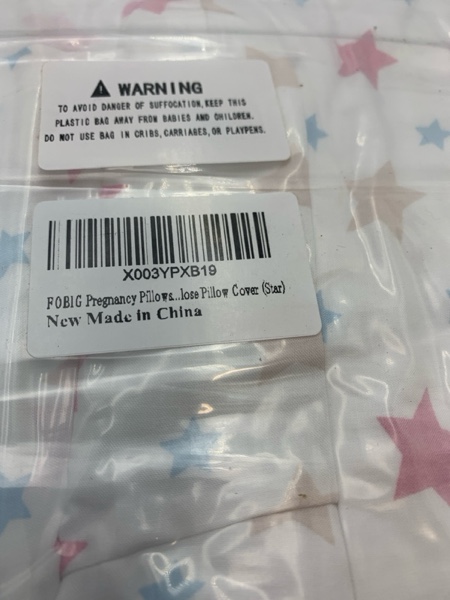 WARNING
TO AVOID DANGER OF SUFFOCATION, KEEP THIS
PLASTIC BAG AWAY FROM BABIES AND CHILDREN.
DO NOT USE BAG IN CRIBS, CARRIAGES, OR PLAYPENS.
X003YPXB19
FOBIG Pregnancy Pillows...lose Pillow Cover (Star)
New Made in China